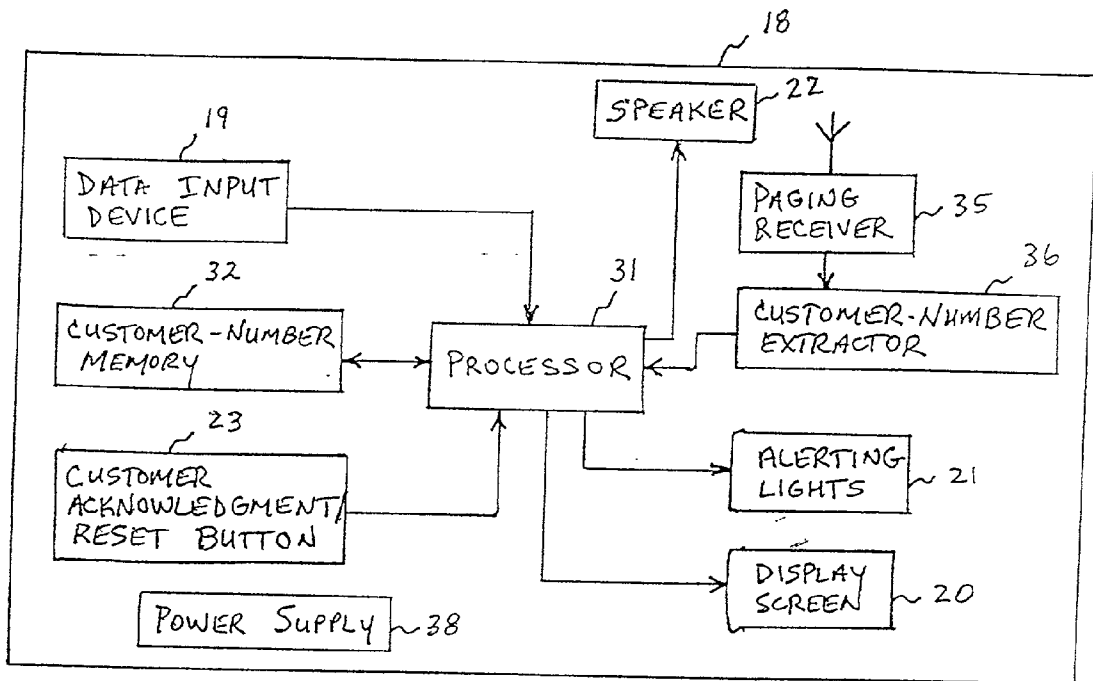 18
SPEAKER
22
19
DATA INPUT
DEVICE
PAGING
RECEIVER
35
32
31
36
CUSTOMER-NUMBER
MEMORY
PROCESSOR
CUSTOMER-NUMBER
EXTRACTOR
23
CUSTOMER
ACKNOWLEDGMENT/
RESET BUTTON
ALERTING
LIGHTS
21
DISPLAY
SCREEN
20
POWER SUPPLY
38